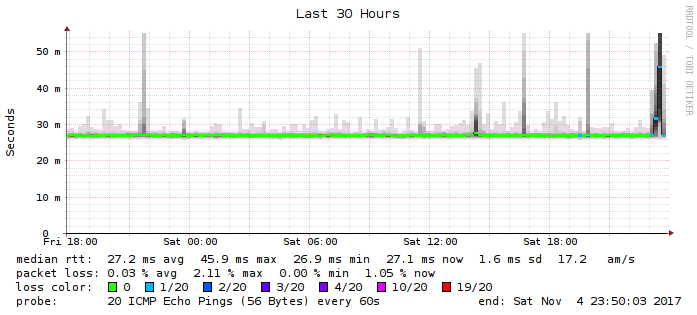 Last 30 Hours
RRDTOOL / TOBI OETIKER
Seconds
50 m
40 m
30 m
20 m
10 m
0
Fri 18:00 Sat 00:00 Sat 06:00 Sat 12:00 Sat 18:00
median rtt: 27.2 ms avg 45.9 ms max 26.9 ms min 27.1 ms now 1.6 ms sd 17.2 am/s
packet loss: 0.03 % avg 2.11 % max 0.00 % min 1.05 % now
loss color: 0 1/20 2/20 3/20 4/20 10/20 19/20
probe: 20 ICMP Echo Pings (56 Bytes) every 60s end: Sat Nov 4 23:50:03 2017